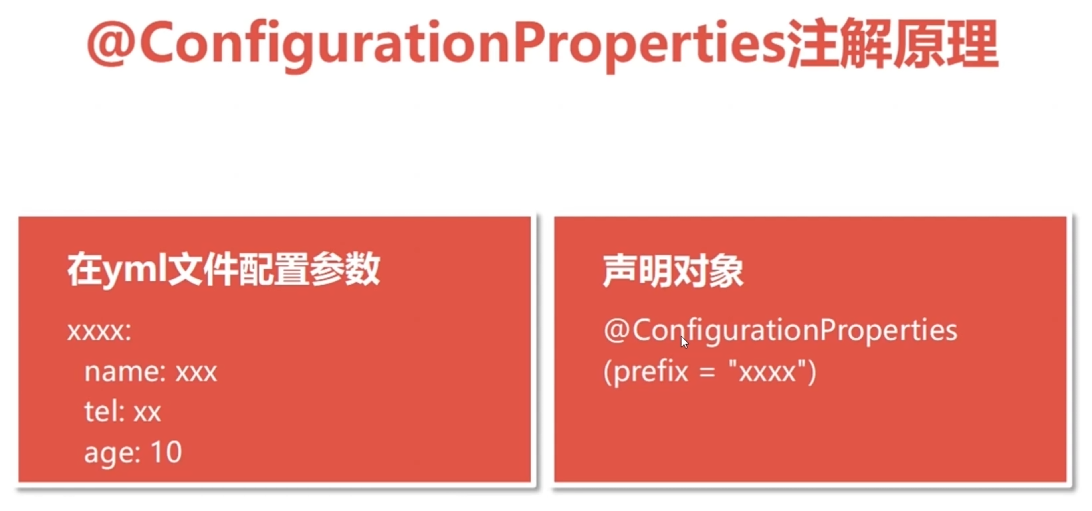 @ConfigurationProperties注解原理
在yml文件配置参数
xxxx:
name: xxx
tel: xx
age: 10
声明对象
@ConfigurationProperties
(prefix = "xxxx")